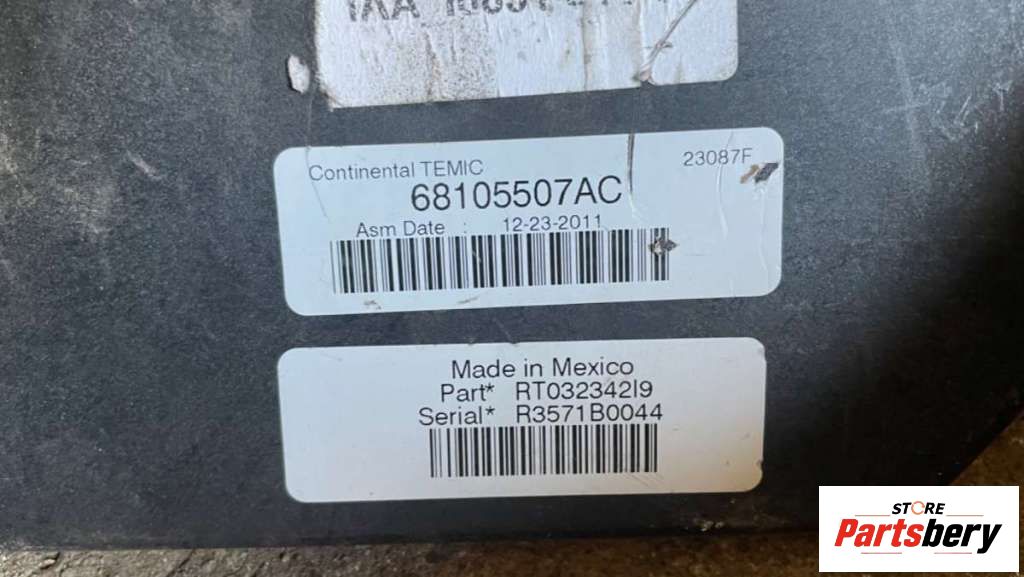 Continental TEMIC 23087F
68105507AC
Asm Date : 12-23-2011
Made in Mexico
Part* RT032342I9
Serial* R3571B0044
STORE
Partsbery